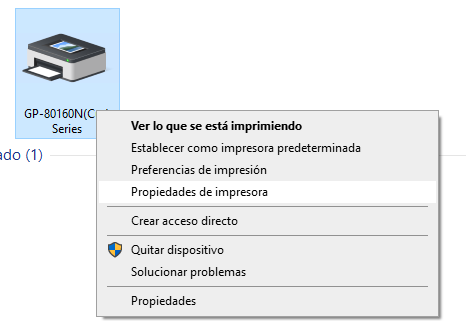 GP-80160N(C
Series
ado (1)
Ver lo que se está imprimiendo
Establecer como impresora predeterminada
Preferencias de impresión
Propiedades de impresora
Crear acceso directo
Quitar dispositivo
Solucionar problemas
Propiedades